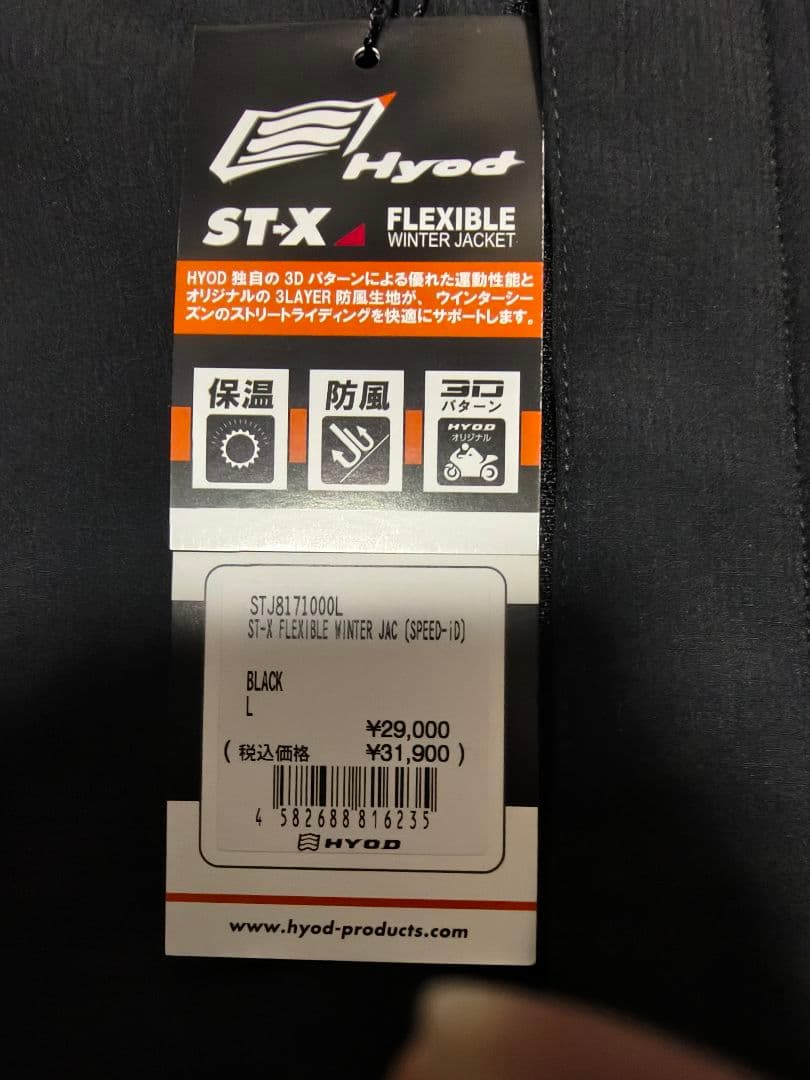 Hyod
ST-X FLEXIBLE
WINTER JACKET
HYOD 独自の 3D パターンによる優れた運動性能と
オリジナルの 3LAYER 防風生地が、ウインターシー
ズンのストリートライディングを快適にサポートします。
保温 防風 3D
パターン
HYOD
オリジナル
STJ8171000L
ST-X FLEXIBLE WINTER JAC (SPEED-iD)
BLACK
L
¥29,000
( 税込価格 ¥31,900 )
4 582688 816235
HYOD
www.hyod-products.com